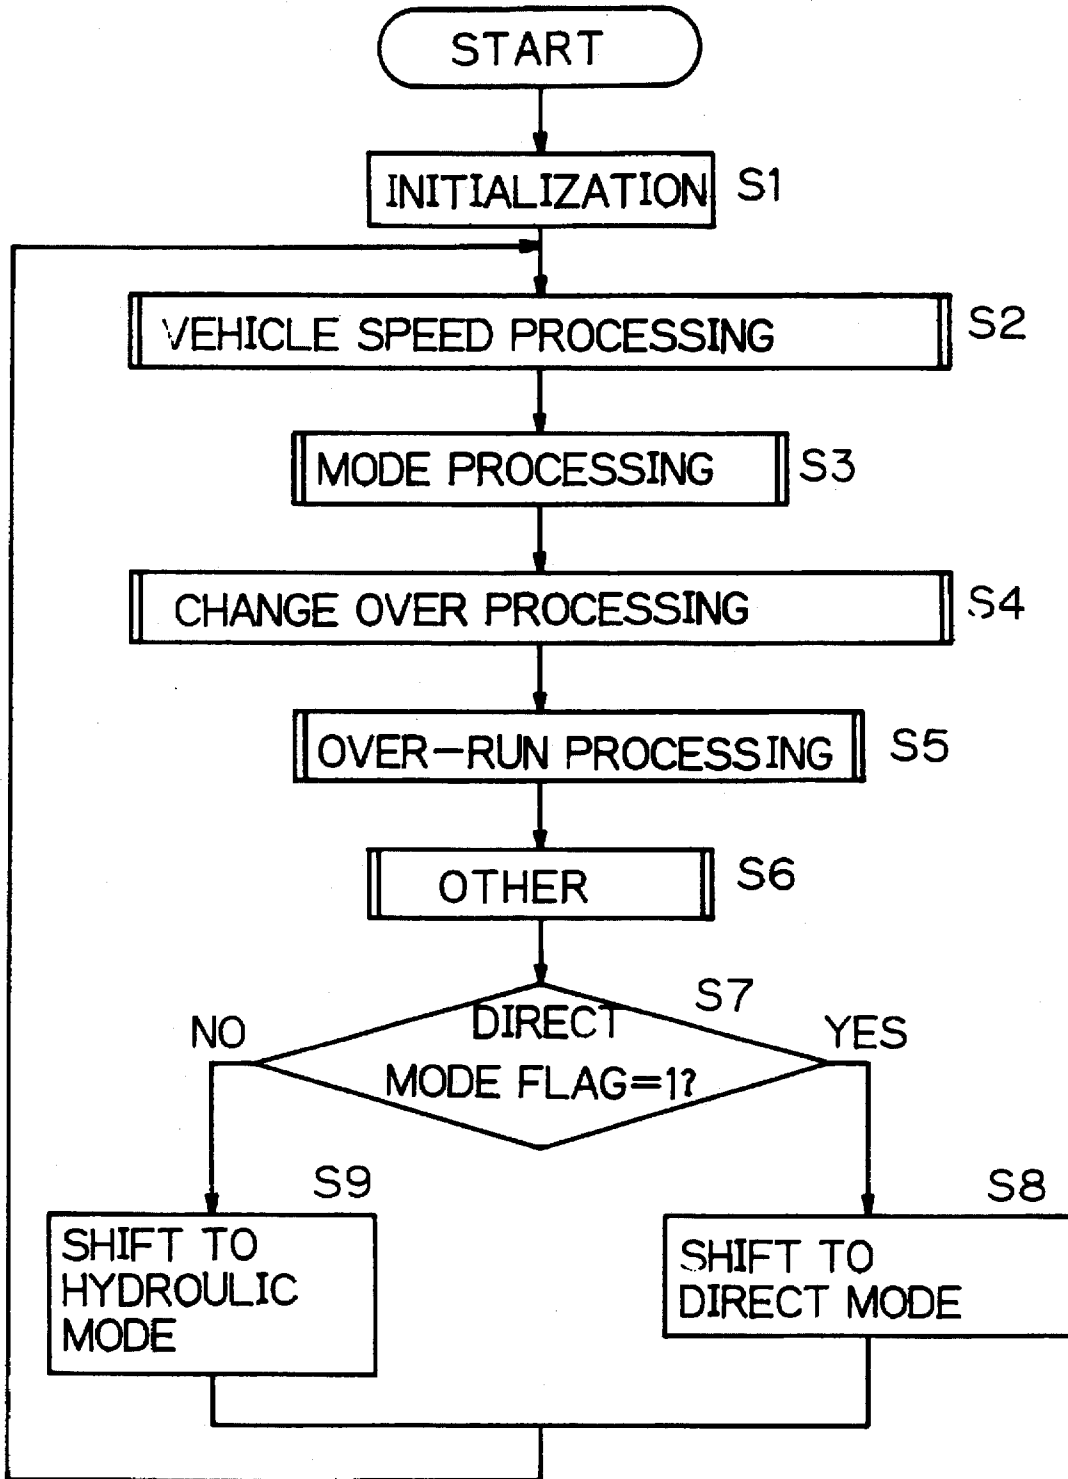 START
INITIALIZATION
S1
VEHICLE SPEED PROCESSING
S2
MODE PROCESSING
S3
CHANGE OVER PROCESSING
S4
OVER-RUN PROCESSING
S5
OTHER
S6
S7
DIRECT
MODE FLAG=1?
NO
YES
S9
SHIFT TO
HYDROULIC
MODE
S8
SHIFT TO
DIRECT MODE